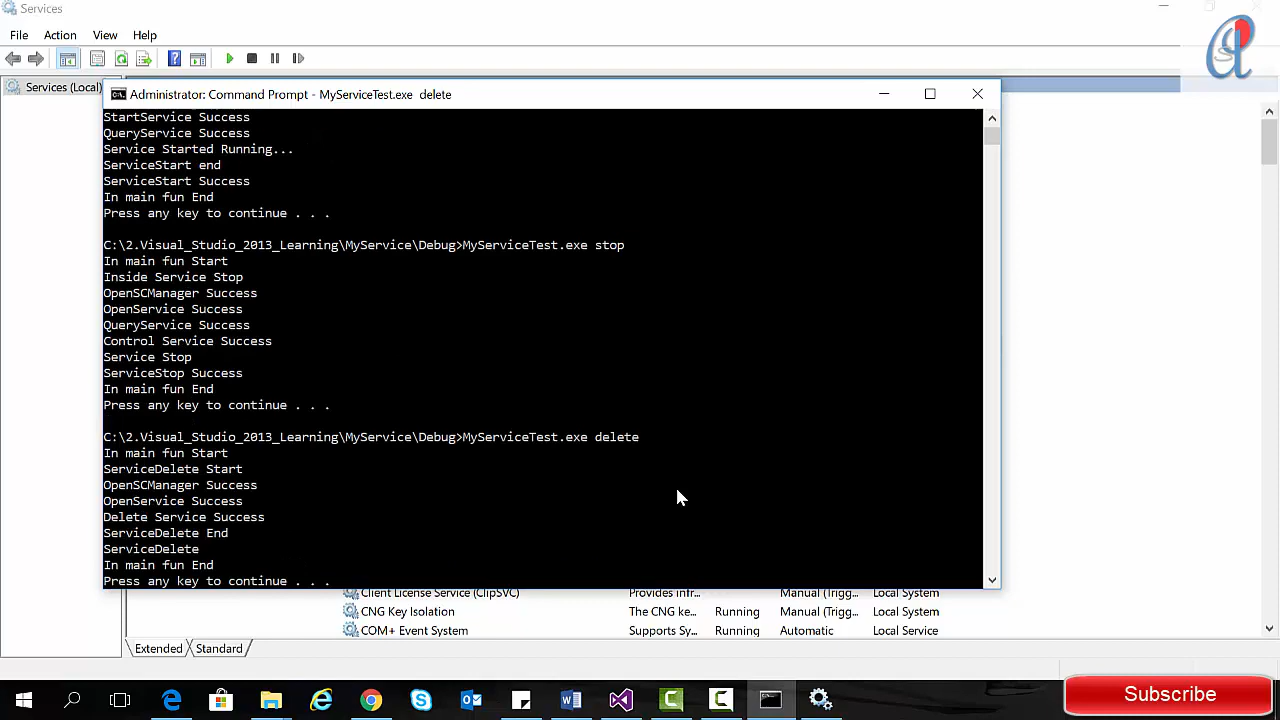 Services
File Action View Help
Services (Local)
Administrator: Command Prompt - MyServiceTest.exe delete
StartService Success
QueryService Success
Service Started Running...
ServiceStart end
ServiceStart Success
In main fun End
Press any key to continue . . .
C:\2.Visual_Studio_2013_Learning\MyService\Debug>MyServiceTest.exe stop
In main fun Start
Inside Service Stop
OpenSCManager Success
OpenService Success
QueryService Success
Control Service Success
Service Stop
ServiceStop Success
In main fun End
Press any key to continue . . .
C:\2.Visual_Studio_2013_Learning\MyService\Debug>MyServiceTest.exe delete
In main fun Start
ServiceDelete Start
OpenSCManager Success
OpenService Success
Delete Service Success
ServiceDelete End
ServiceDelete
In main fun End
Press any key to continue . . .
Client License Service (ClipSVC) Provides infr... Manual (Trigg... Local System
CNG Key Isolation The CNG ke... Running Manual (Trigg... Local System
COM+ Event System Supports Sy... Running Automatic Local Service
Extended Standard
Subscribe